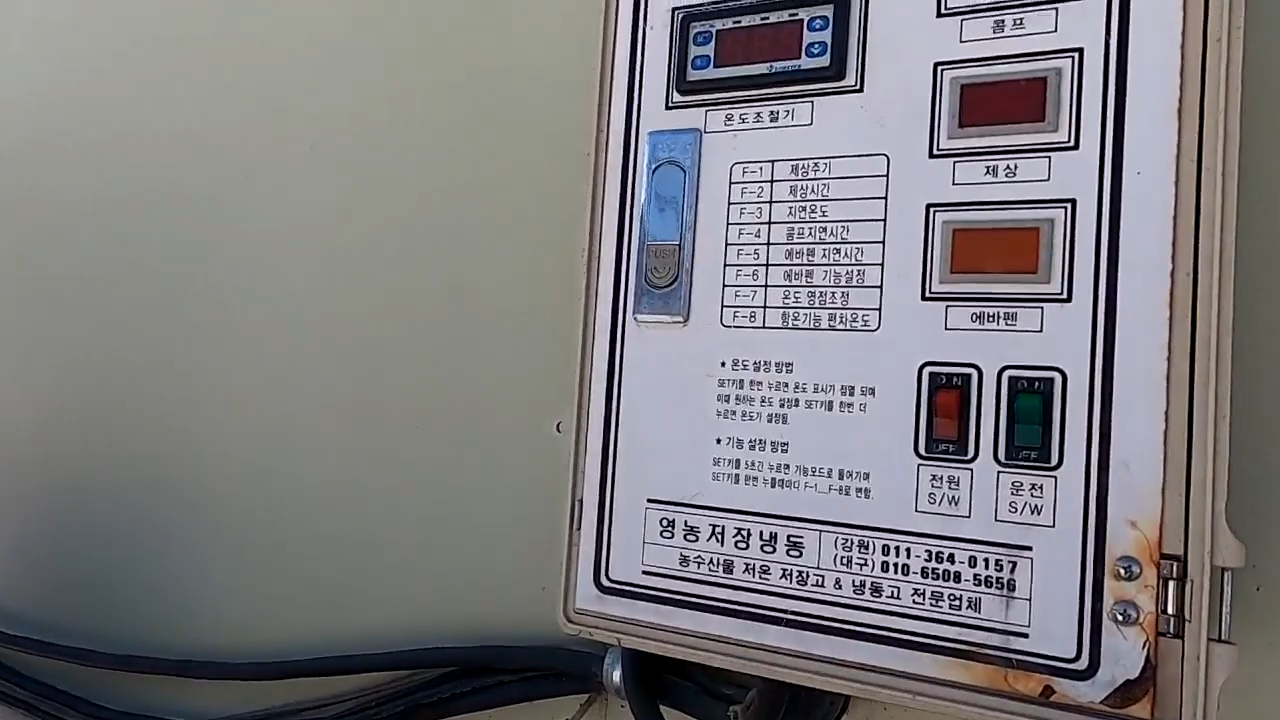 콤프
온도조절기
제상
PUSH
F-1 제상주기
F-2 제상시간
F-3 지연온도
F-4 콤프지연시간
F-5 에바펜 지연시간
F-6 에바펜 기능설정
F-7 온도 영점조정
F-8 항온기능 편차온도
에바펜
★ 온도설정 방법
SET키를 한번 누르면 온도 표시기 점멸 되며
이때 원하는 온도 설정후 SET키를 한번 더
누르면 온도가 설정됨.
★ 기능 설정 방법
SET키를 5초간 누르면 기능모드로 들어가며
SET키를 한번 누를때마다 F-1__F-8로 변함.
ON
OFF
전원
S/W
ON
OFF
운전
S/W
영농저장냉동
(강원) 011-364-0157
(대구) 010-6508-5656
농수산물 저온 저장고 & 냉동고 전문업체